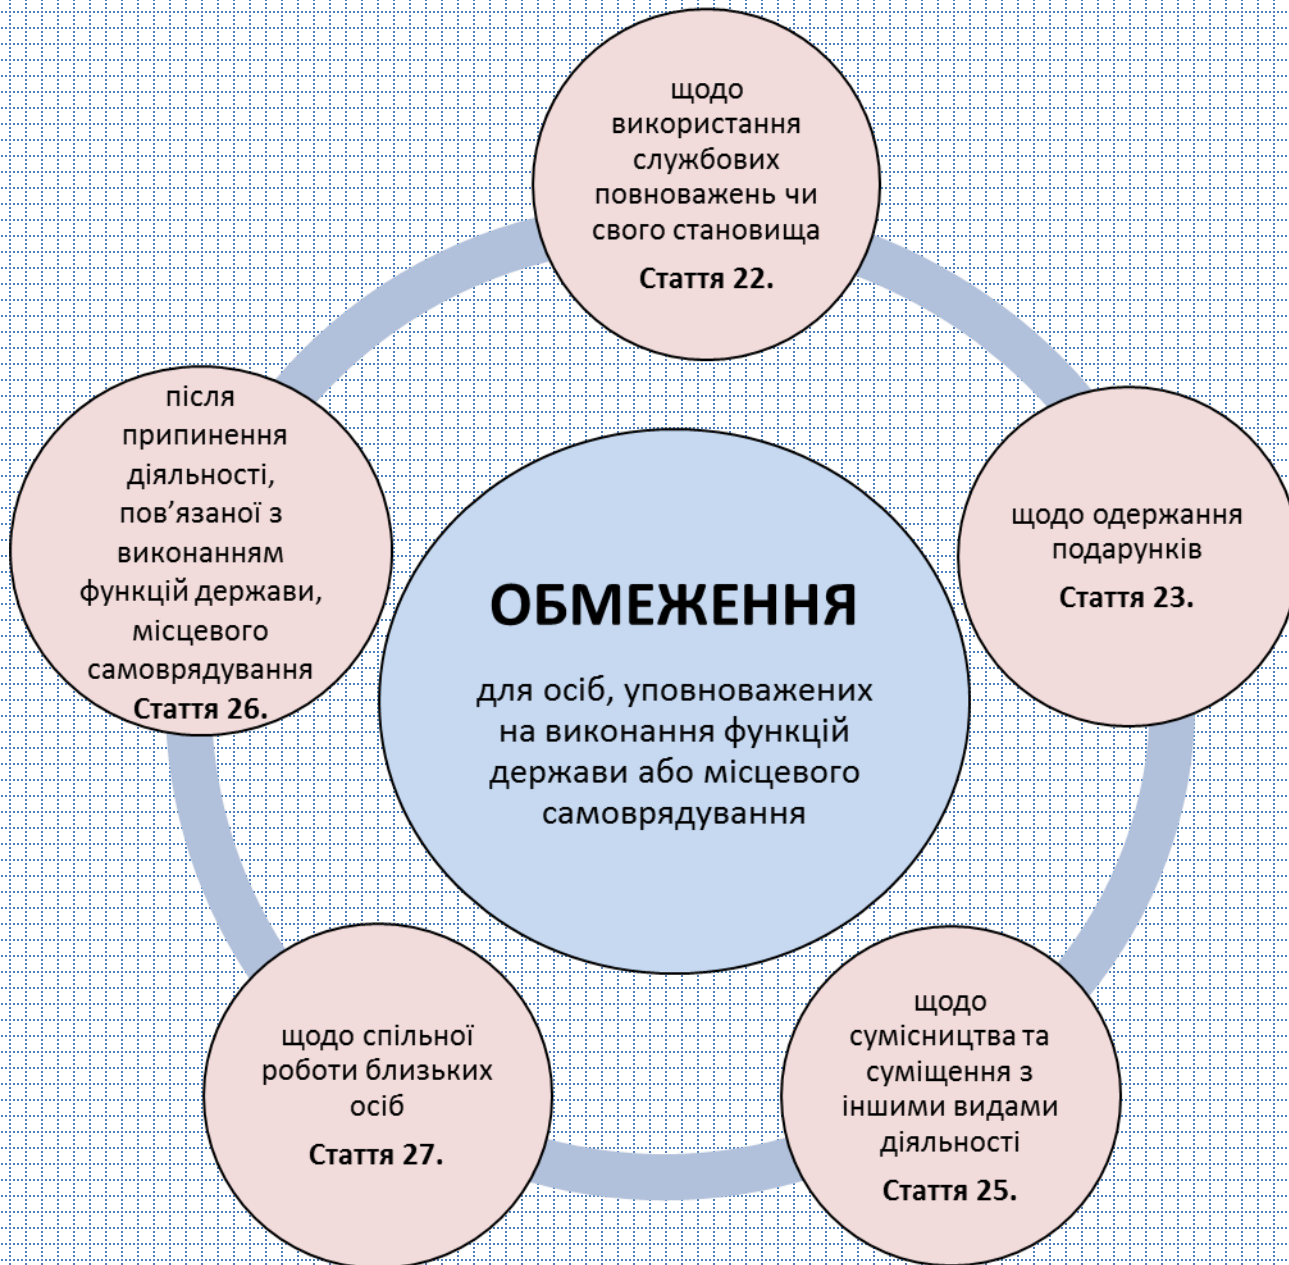 щодо
використання
службових
повноважень чи
свого становища
Стаття 22.
після
припинення
діяльності,
пов’язаної з
виконанням
функцій держави,
місцевого
самоврядування
Стаття 26.
щодо одержання
подарунків
Стаття 23.
ОБМЕЖЕННЯ
для осіб, уповноважених
на виконання функцій
держави або місцевого
самоврядування
щодо спільної
роботи близьких
осіб
Стаття 27.
щодо
сумісництва та
суміщення з
іншими видами
діяльності
Стаття 25.